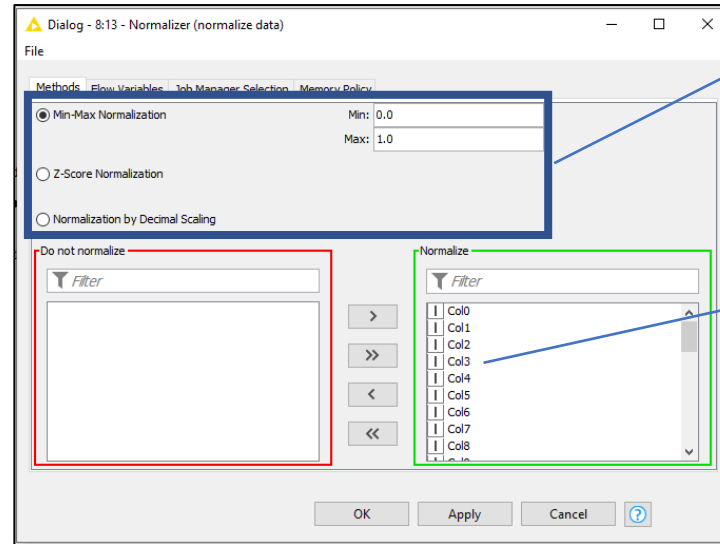 Dialog - 8:13 - Normalizer (normalize data)
File
Methods Flow Variables Job Manager Selection Memory Policy
Min-Max Normalization Min: 0.0
Max: 1.0
Z-Score Normalization
Normalization by Decimal Scaling
Do not normalize Normalize
Filter Filter
I Col0
> I Col1
I Col2
>> I Col3
I Col4
< I Col5
I Col6
<< I Col7
I Col8
OK Apply Cancel ?